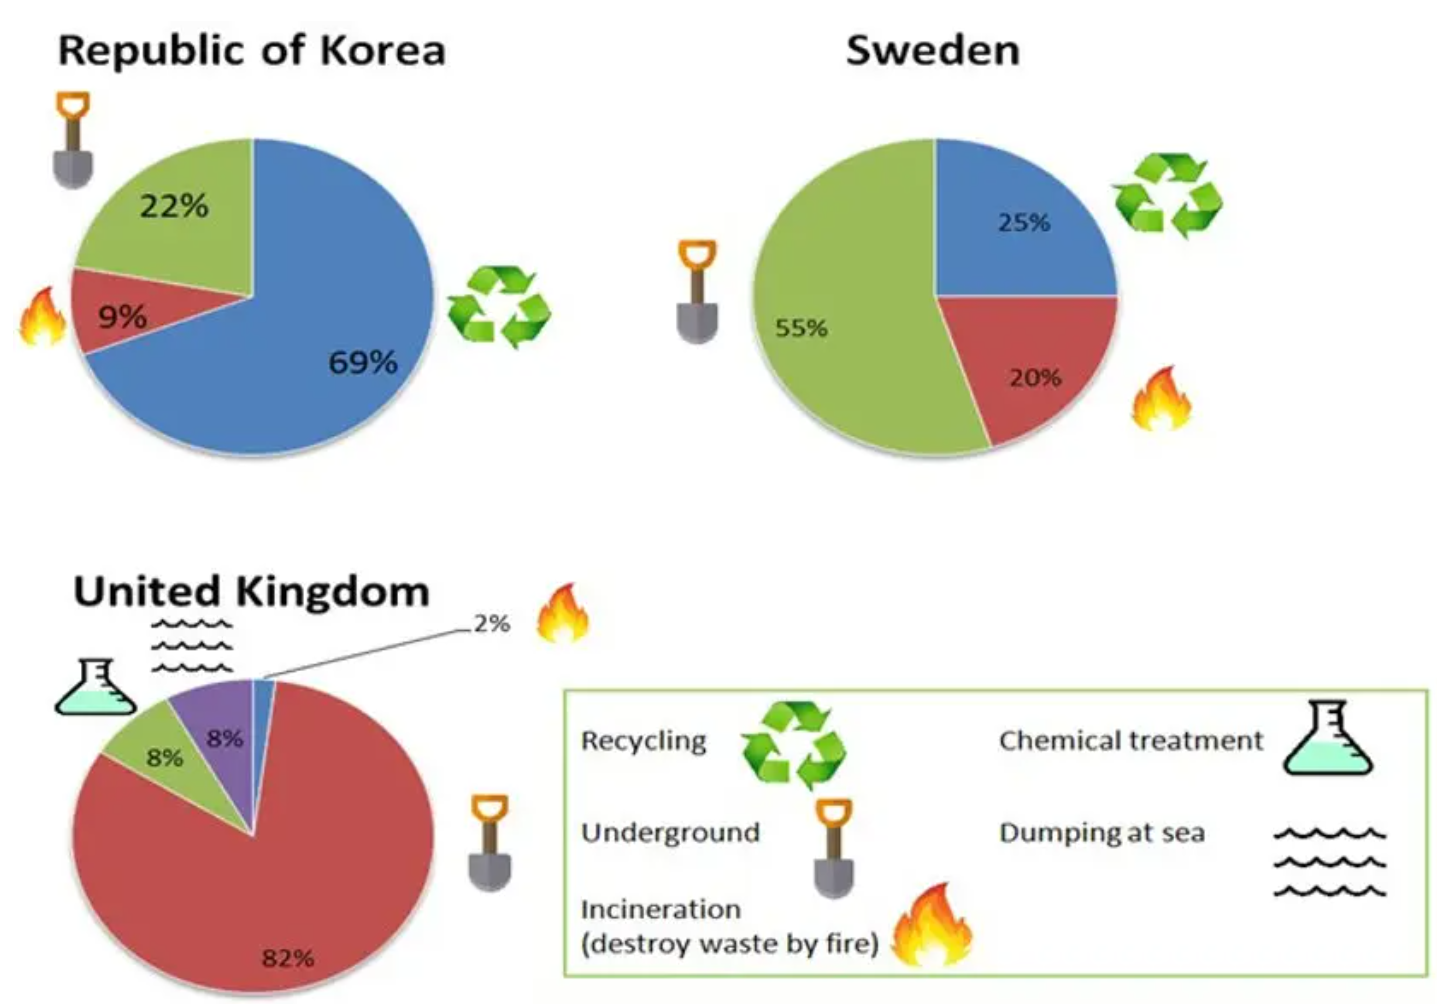 Republic of Korea
22%
9%
69%
Sweden
25%
55%
20%
United Kingdom
2%
8%
8%
82%
Recycling
Chemical treatment
Underground
Dumping at sea
Incineration
(destroy waste by fire)